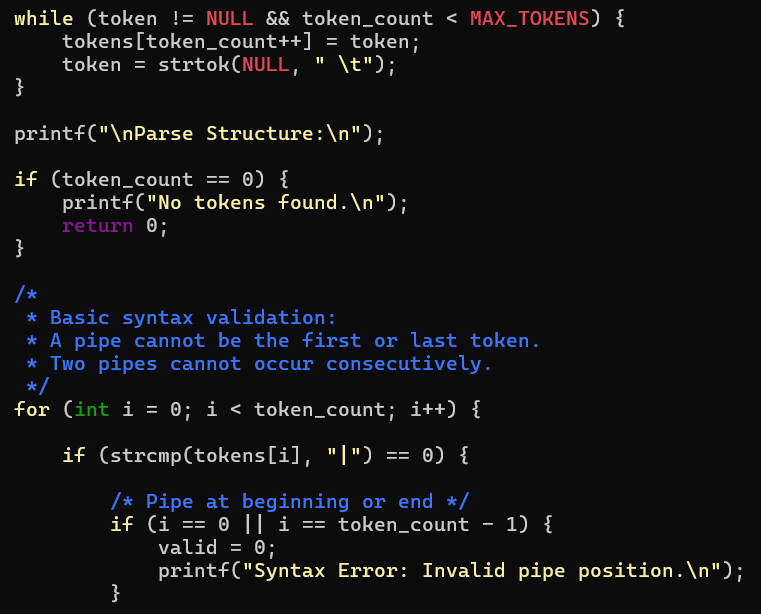 while (token != NULL && token_count < MAX_TOKENS) {
    tokens[token_count++] = token;
    token = strtok(NULL, " \t");
}

printf("\nParse Structure:\n");

if (token_count == 0) {
    printf("No tokens found.\n");
    return 0;
}

/*
 * Basic syntax validation:
 * A pipe cannot be the first or last token.
 * Two pipes cannot occur consecutively.
 */
for (int i = 0; i < token_count; i++) {

    if (strcmp(tokens[i], "|") == 0) {

        /* Pipe at beginning or end */
        if (i == 0 || i == token_count - 1) {
            valid = 0;
            printf("Syntax Error: Invalid pipe position.\n");
        }